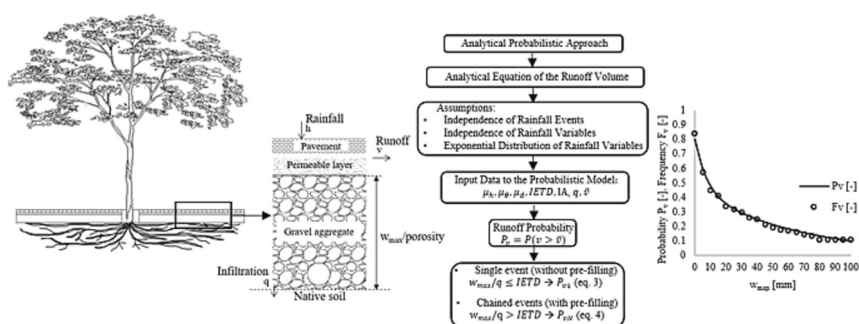 Rainfall
h
Pavement
Runoff
v
Permeable layer
Gravel aggregate
wmax/porosity
Infiltration
q
Native soil
Analytical Probabilistic Approach
Analytical Equation of the Runoff Volume
Assumptions:
• Independence of Rainfall Events
• Independence of Rainfall Variables
• Exponential Distribution of Rainfall Variables
Input Data to the Probabilistic Model:
μh, μθ, μd, IETD, IA, q, v̄
Runoff Probability
Pv = P(v > v̄)
• Single event (without pre-filling)
wmax/q ≤ IETD → Pv1 (eq. 3)
• Chained events (with pre-filling)
wmax/q > IETD → PvN (eq. 4)
Probability Pv [-], Frequency Fv [-]
1
0.9
0.8
0.7
0.6
0.5
0.4
0.3
0.2
0.1
0
0 10 20 30 40 50 60 70 80 90 100
wmax [mm]
Pv [-]
Fv [-]